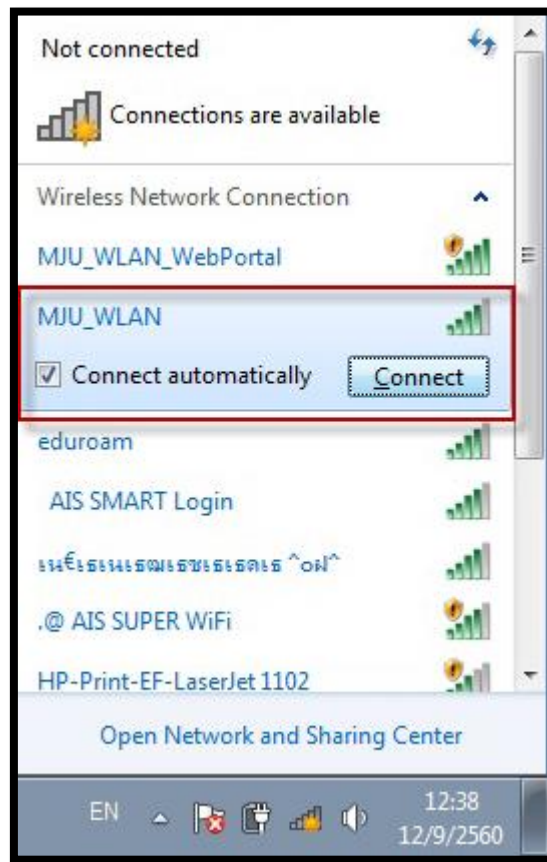 Not connected
Connections are available
Wireless Network Connection
MJU_WLAN_WebPortal
MJU_WLAN
Connect automatically Connect
eduroam
AIS SMART Login
.@ AIS SUPER WiFi
HP-Print-EF-LaserJet 1102
Open Network and Sharing Center
EN 12:38
12/9/2560